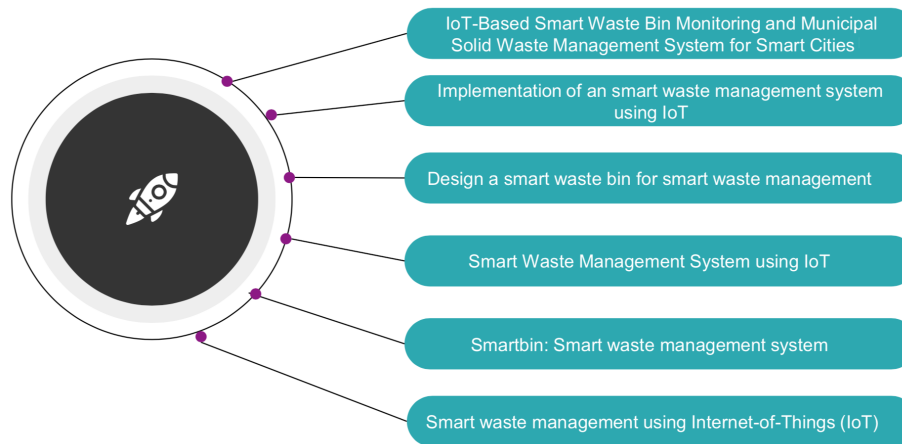 IoT-Based Smart Waste Bin Monitoring and Municipal
Solid Waste Management System for Smart Cities
Implementation of an smart waste management system
using IoT
Design a smart waste bin for smart waste management
Smart Waste Management System using IoT
Smartbin: Smart waste management system
Smart waste management using Internet-of-Things (IoT)